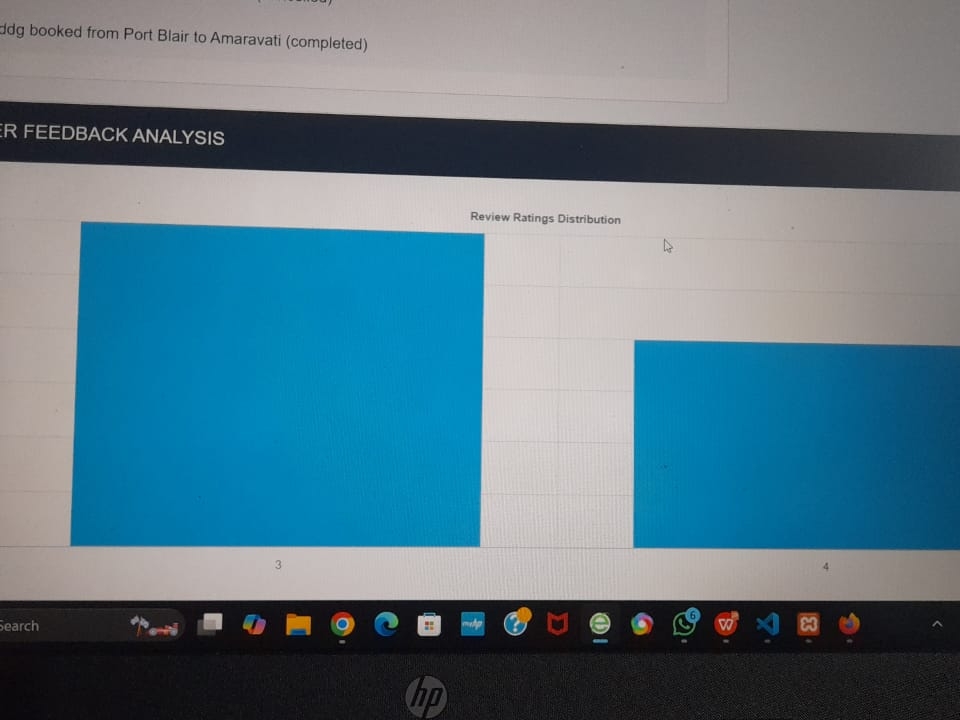 ddg booked from Port Blair to Amaravati (completed)
ER FEEDBACK ANALYSIS
Review Ratings Distribution
3
4
Search
myhp
6
hp